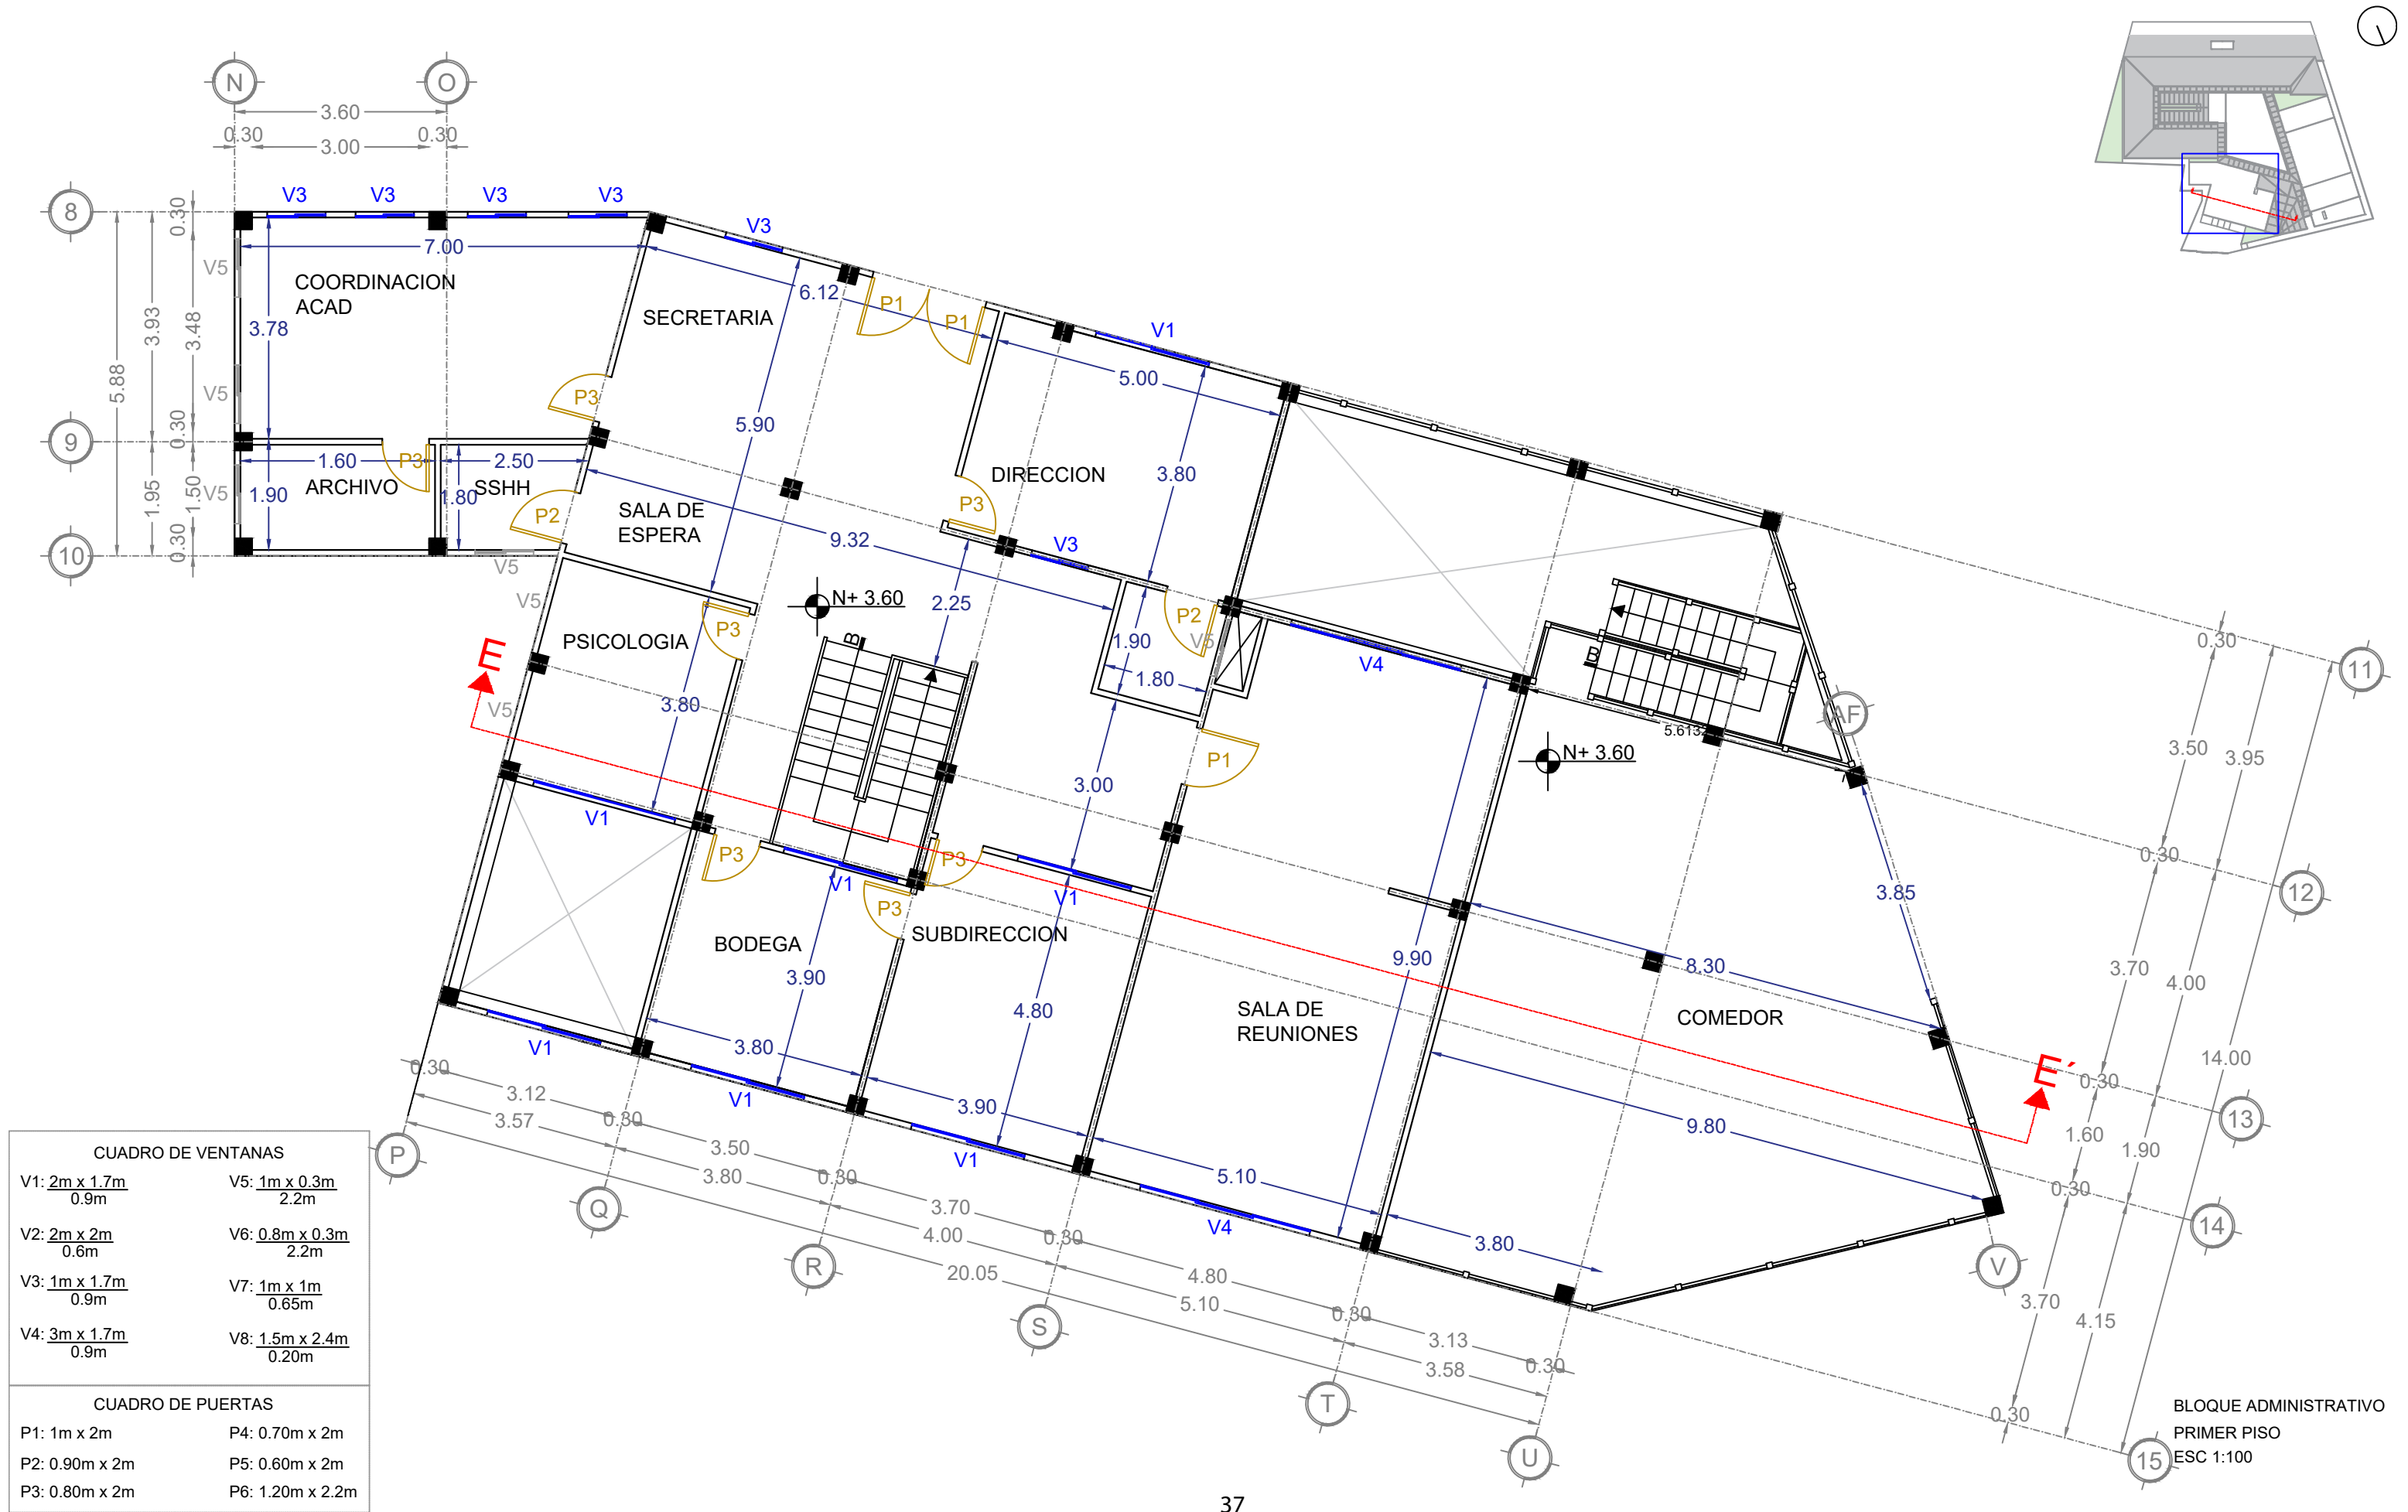 N
O
3.60
0.30
0.30
3.00
8
9
10
5.88
3.93
1.95
0.30
3.48
0.30
1.50
0.30
V3
V3
V3
V3
V3
7.00
V5
V5
V5
COORDINACION
ACAD
3.78
SECRETARIA
6.12
P1
P1
V1
5.00
P3
5.90
DIRECCION
3.80
1.60
P3
2.50
ARCHIVO
SSHH
1.90
1.80
P2
V5
SALA DE
ESPERA
9.32
P3
V3
N+ 3.60
2.25
V5
PSICOLOGIA
P3
B
1.90
P2
V5
1.80
V4
B
E
V5
3.80
5.6132
AF
N+ 3.60
P1
3.00
V1
P3
V1
P3
V1
P3
3.85
BODEGA
SUBDIRECCION
3.90
4.80
9.90
8.30
SALA DE
REUNIONES
COMEDOR
V1
3.80
V1
3.90
V1
5.10
V4
9.80
3.80
E´
0.30
3.12
0.30
3.50
0.30
3.70
0.30
4.80
0.30
3.13
0.30
3.57
3.80
4.00
5.10
3.58
20.05
P
Q
R
S
T
U
V
0.30
3.50
0.30
3.70
0.30
1.60
0.30
3.70
0.30
3.95
4.00
1.90
4.15
14.00
11
12
13
14
15
CUADRO DE VENTANAS
V1: 2m x 1.7m
0.9m
V2: 2m x 2m
0.6m
V3: 1m x 1.7m
0.9m
V4: 3m x 1.7m
0.9m
V5: 1m x 0.3m
2.2m
V6: 0.8m x 0.3m
2.2m
V7: 1m x 1m
0.65m
V8: 1.5m x 2.4m
0.20m
CUADRO DE PUERTAS
P1: 1m x 2m
P2: 0.90m x 2m
P3: 0.80m x 2m
P4: 0.70m x 2m
P5: 0.60m x 2m
P6: 1.20m x 2.2m
BLOQUE ADMINISTRATIVO
PRIMER PISO
ESC 1:100
37